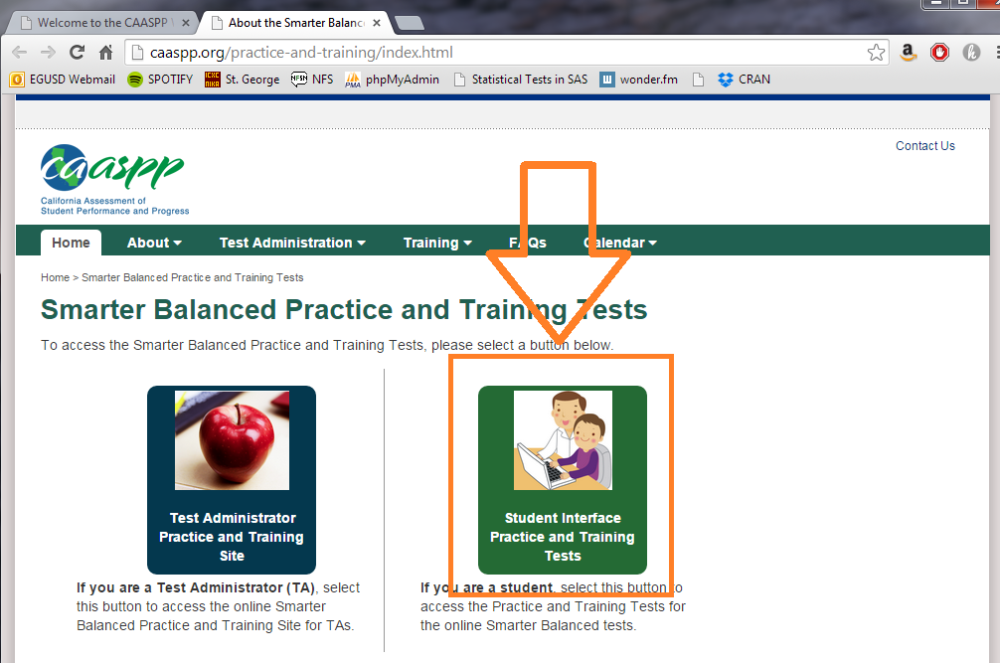 Welcome to the CAASPP
About the Smarter Balanc
caaspp.org/practice-and-training/index.html
EGUSD Webmail SPOTIFY St. George NFS phpMyAdmin Statistical Tests in SAS wonder.fm CRAN
Contact Us
caaspp
California Assessment of
Student Performance and Progress
Home About Test Administration Training FAQs Calendar
Home > Smarter Balanced Practice and Training Tests
Smarter Balanced Practice and Training Tests
To access the Smarter Balanced Practice and Training Tests, please select a button below.
Test Administrator
Practice and Training
Site
If you are a Test Administrator (TA), select
this button to access the online Smarter
Balanced Practice and Training Site for TAs.
Student Interface
Practice and Training
Tests
If you are a student, select this button to
access the Practice and Training Tests for
the online Smarter Balanced tests.